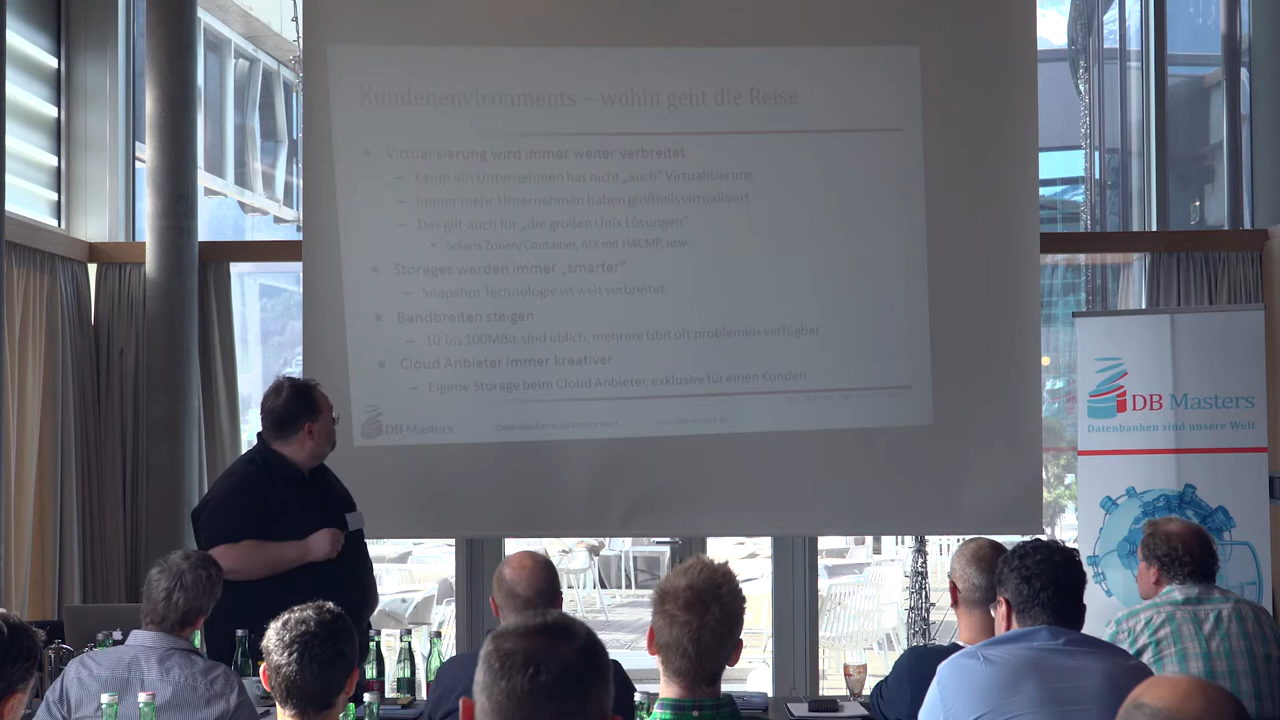 Kundenenvironments – wohin geht die Reise
Virtualisierung wird immer weiter verbreitet
– Kaum ein Unternehmen hat nicht „auch“ Virtualisierung
– Immer mehr Unternehmen haben großteils virtualisiert
– Das gilt auch für „die großen Unix Lösungen“
Solaris Zonen/Container, AIX mit HACMP, usw.
Storages werden immer „smarter“
– Snapshot Technologie ist weit verbreitet
Bandbreiten steigen
– 10 bis 100MBit sind üblich, mehrere Gbit oft problemlos verfügbar
Cloud Anbieter immer kreativer
– Eigene Storage beim Cloud Anbieter, exklusive für einen Kunden
DB Masters
Datenbanken sind unsere Welt
DB Masters
Datenbanken sind unsere Welt